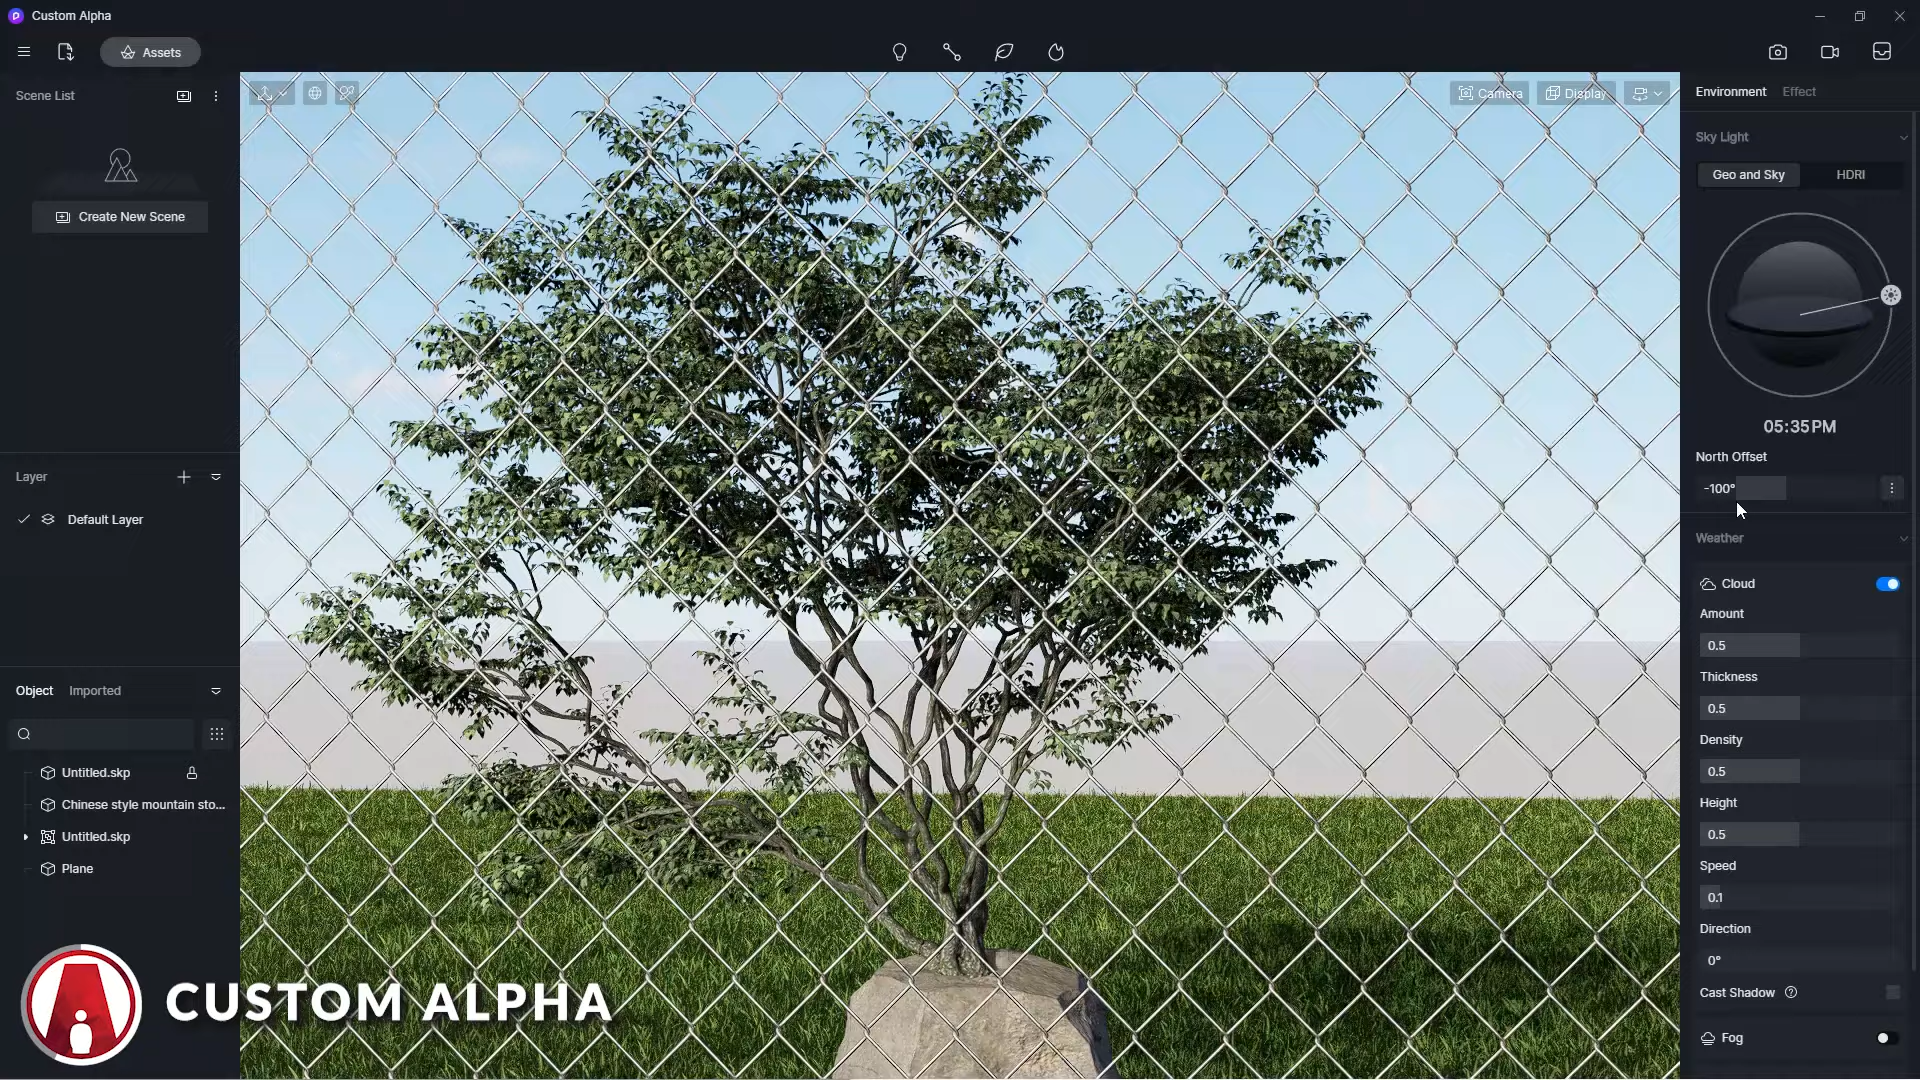 Custom Alpha
Assets
Scene List
Create New Scene
Layer
Default Layer
Object Imported
Untitled.skp
Chinese style mountain sto...
Untitled.skp
Plane
Camera Display
Environment Effect
Sky Light
Geo and Sky HDRI
05:35PM
North Offset
-100°
Weather
Cloud
Amount
0.5
Thickness
0.5
Density
0.5
Height
0.5
Speed
0.1
Direction
0°
Cast Shadow
Fog
CUSTOM ALPHA